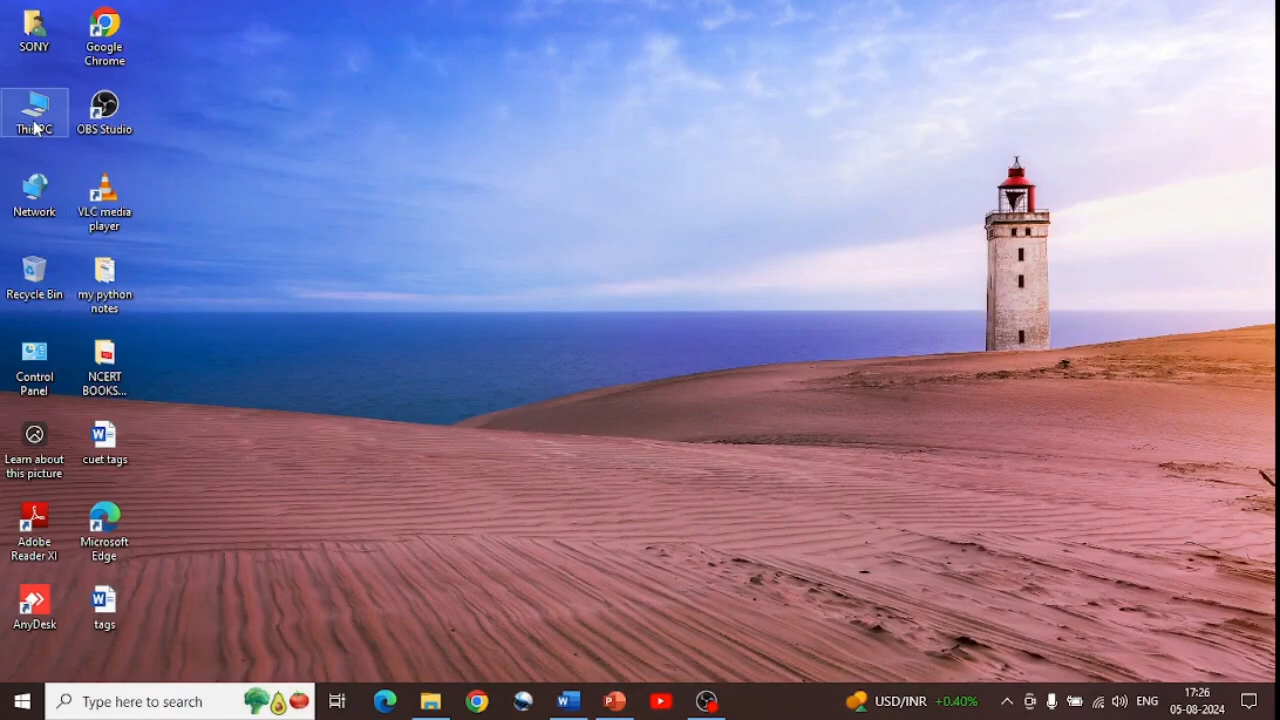 SONY
Google
Chrome
This PC
OBS Studio
Network
VLC media
player
Recycle Bin
my python
notes
Control
Panel
NCERT
BOOKS...
Learn about
this picture
cuet tags
Adobe
Reader XI
Microsoft
Edge
AnyDesk
tags
Type here to search
USD/INR +0.40%
ENG
17:26
05-08-2024